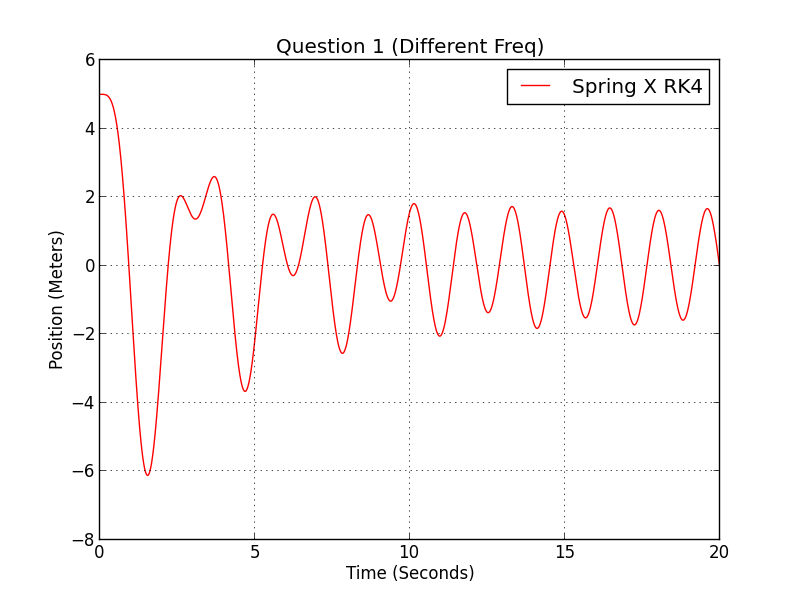 Question 1 (Different Freq)
Spring X RK4
6
4
2
0
−2
−4
−6
−8
Position (Meters)
0 5 10 15 20
Time (Seconds)